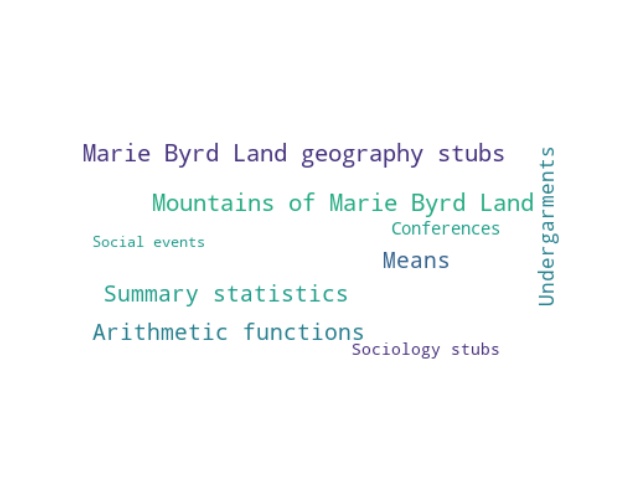 Marie Byrd Land geography stubs
Mountains of Marie Byrd Land
Undergarments
Conferences
Social events
Means
Summary statistics
Arithmetic functions
Sociology stubs